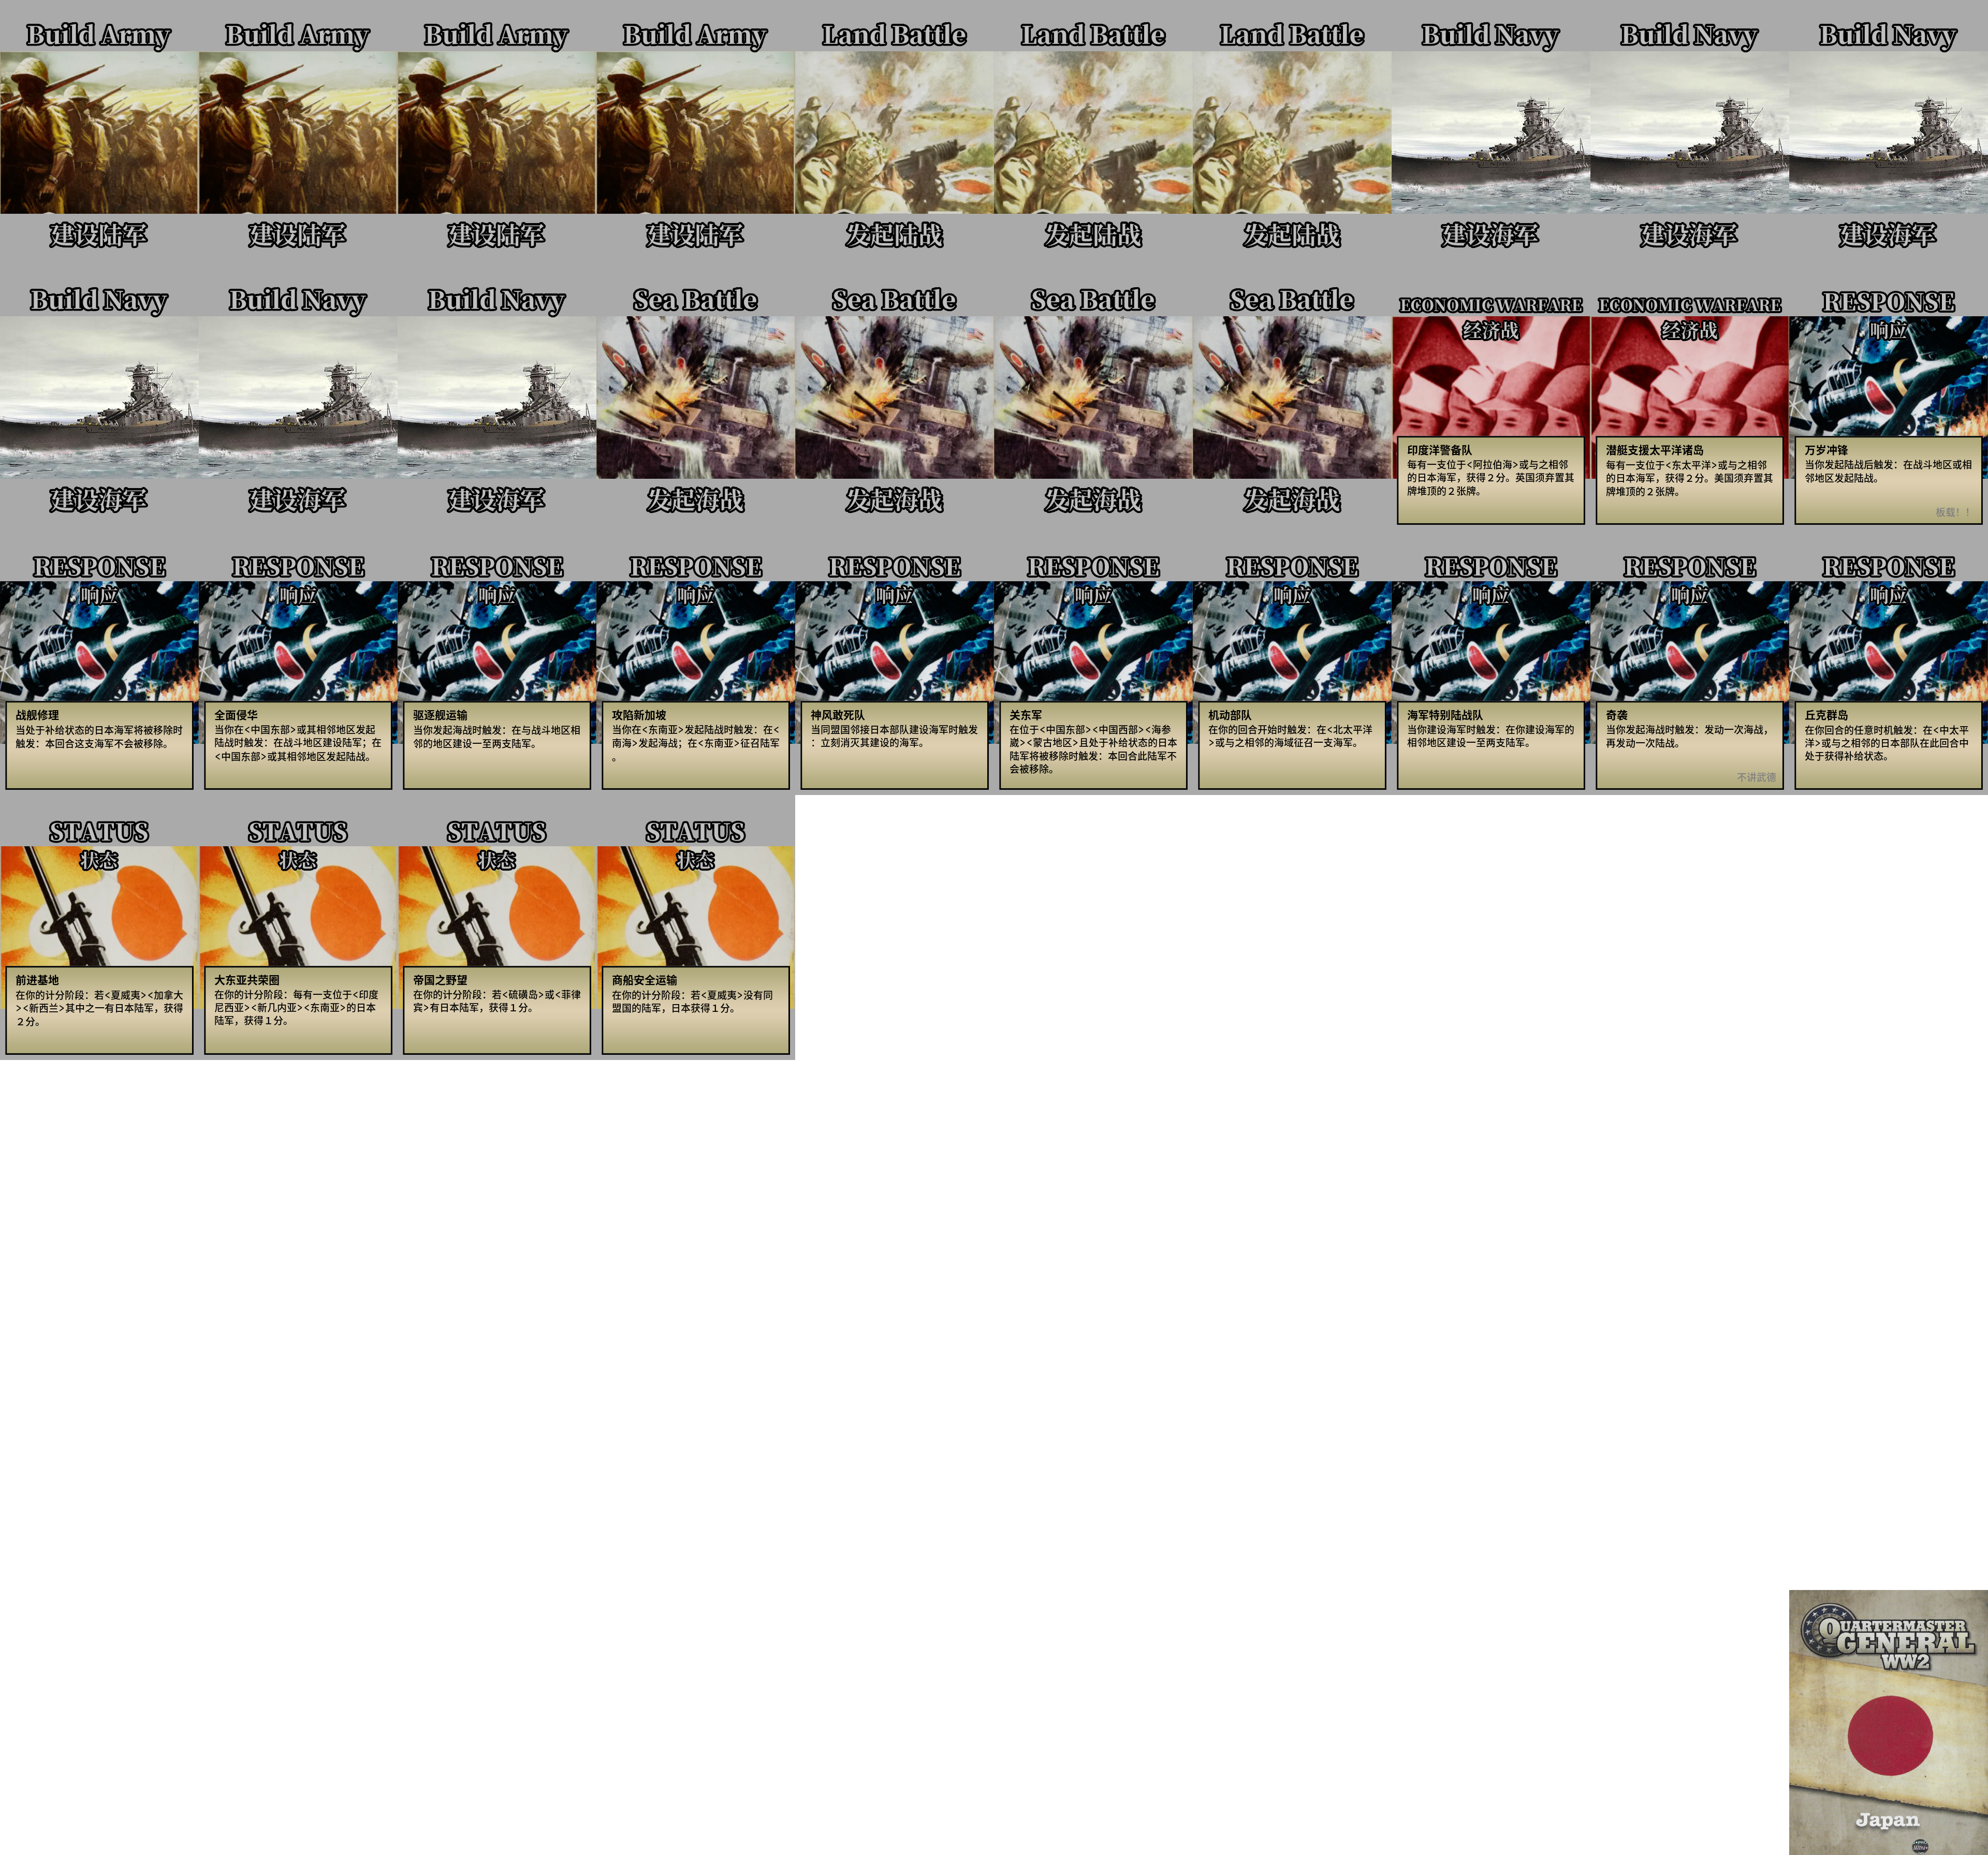 Build Army
Build Army
Build Army
Build Army
Land Battle
Land Battle
Land Battle
Build Navy
Build Navy
Build Navy
建设陆军
建设陆军
建设陆军
建设陆军
发起陆战
发起陆战
发起陆战
建设海军
建设海军
建设海军
Build Navy
Build Navy
Build Navy
Sea Battle
Sea Battle
Sea Battle
Sea Battle
ECONOMIC WARFARE
ECONOMIC WARFARE
RESPONSE
建设海军
建设海军
建设海军
发起海战
发起海战
发起海战
发起海战
经济战
印度洋警备队
每有一支位于<阿拉伯海>或与之相邻
的日本海军，获得２分。英国须弃置其
牌堆顶的２张牌。
经济战
潜艇支援太平洋诸岛
每有一支位于<东太平洋>或与之相邻
的日本海军，获得２分。美国须弃置其
牌堆顶的２张牌。
响应
万岁冲锋
当你发起陆战后触发：在战斗地区或相
邻地区发起陆战。
板载！！
RESPONSE
响应
战舰修理
当处于补给状态的日本海军将被移除时
触发：本回合这支海军不会被移除。
RESPONSE
响应
全面侵华
当你在<中国东部>或其相邻地区发起
陆战时触发：在战斗地区建设陆军；在
<中国东部>或其相邻地区发起陆战。
RESPONSE
响应
驱逐舰运输
当你发起海战时触发：在与战斗地区相
邻的地区建设一至两支陆军。
RESPONSE
响应
攻陷新加坡
当你在<东南亚>发起陆战时触发：在<
南海>发起海战；在<东南亚>征召陆军
。
RESPONSE
响应
神风敢死队
当同盟国邻接日本部队建设海军时触发
：立刻消灭其建设的海军。
RESPONSE
响应
关东军
在位于<中国东部><中国西部><海参
崴><蒙古地区>且处于补给状态的日本
陆军将被移除时触发：本回合此陆军不
会被移除。
RESPONSE
响应
机动部队
在你的回合开始时触发：在<北太平洋
>或与之相邻的海域征召一支海军。
RESPONSE
响应
海军特别陆战队
当你建设海军时触发：在你建设海军的
相邻地区建设一至两支陆军。
RESPONSE
响应
奇袭
当你发起海战时触发：发动一次海战，
再发动一次陆战。
不讲武德
RESPONSE
响应
丘克群岛
在你回合的任意时机触发：在<中太平
洋>或与之相邻的日本部队在此回合中
处于获得补给状态。
STATUS
状态
前进基地
在你的计分阶段：若<夏威夷><加拿大
><新西兰>其中之一有日本陆军，获得
２分。
STATUS
状态
大东亚共荣圈
在你的计分阶段：每有一支位于<印度
尼西亚><新几内亚><东南亚>的日本
陆军，获得１分。
STATUS
状态
帝国之野望
在你的计分阶段：若<硫磺岛>或<菲律
宾>有日本陆军，获得１分。
STATUS
状态
商船安全运输
在你的计分阶段：若<夏威夷>没有同
盟国的陆军，日本获得１分。
QUARTERMASTER
GENERAL
WW2
Japan